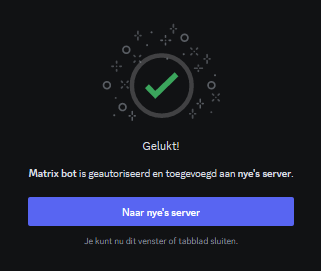 Gelukt!
Matrix bot is geautoriseerd en toegevoegd aan nye's server.
Naar nye's server
Je kunt nu dit venster of tabblad sluiten.